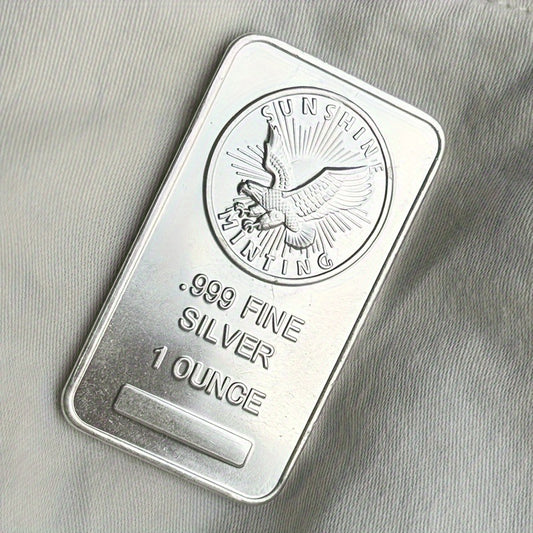 SUNSHINE
MINTING
.999 FINE
SILVER
1 OUNCE